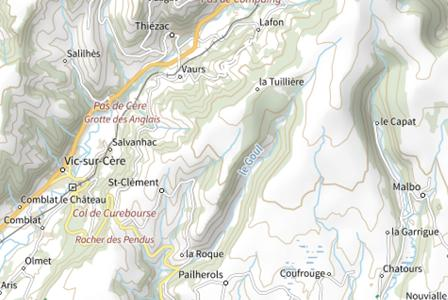 Pas de Compaing
Lafon
Thiézac
Salilhès
Vaurs
la Tuillière
Pas de Cère
Grotte des Anglais
le Capat
Salvanhac
Vic-sur-Cère
le Goul
St-Clément
Malbo
Comblat le Château
Col de Curebourse
Comblat
la Garrigue
Rocher des Pendus
la Roque
Olmet
Pailherols
Coufrouge
Chatours
Aris
Nouvialle